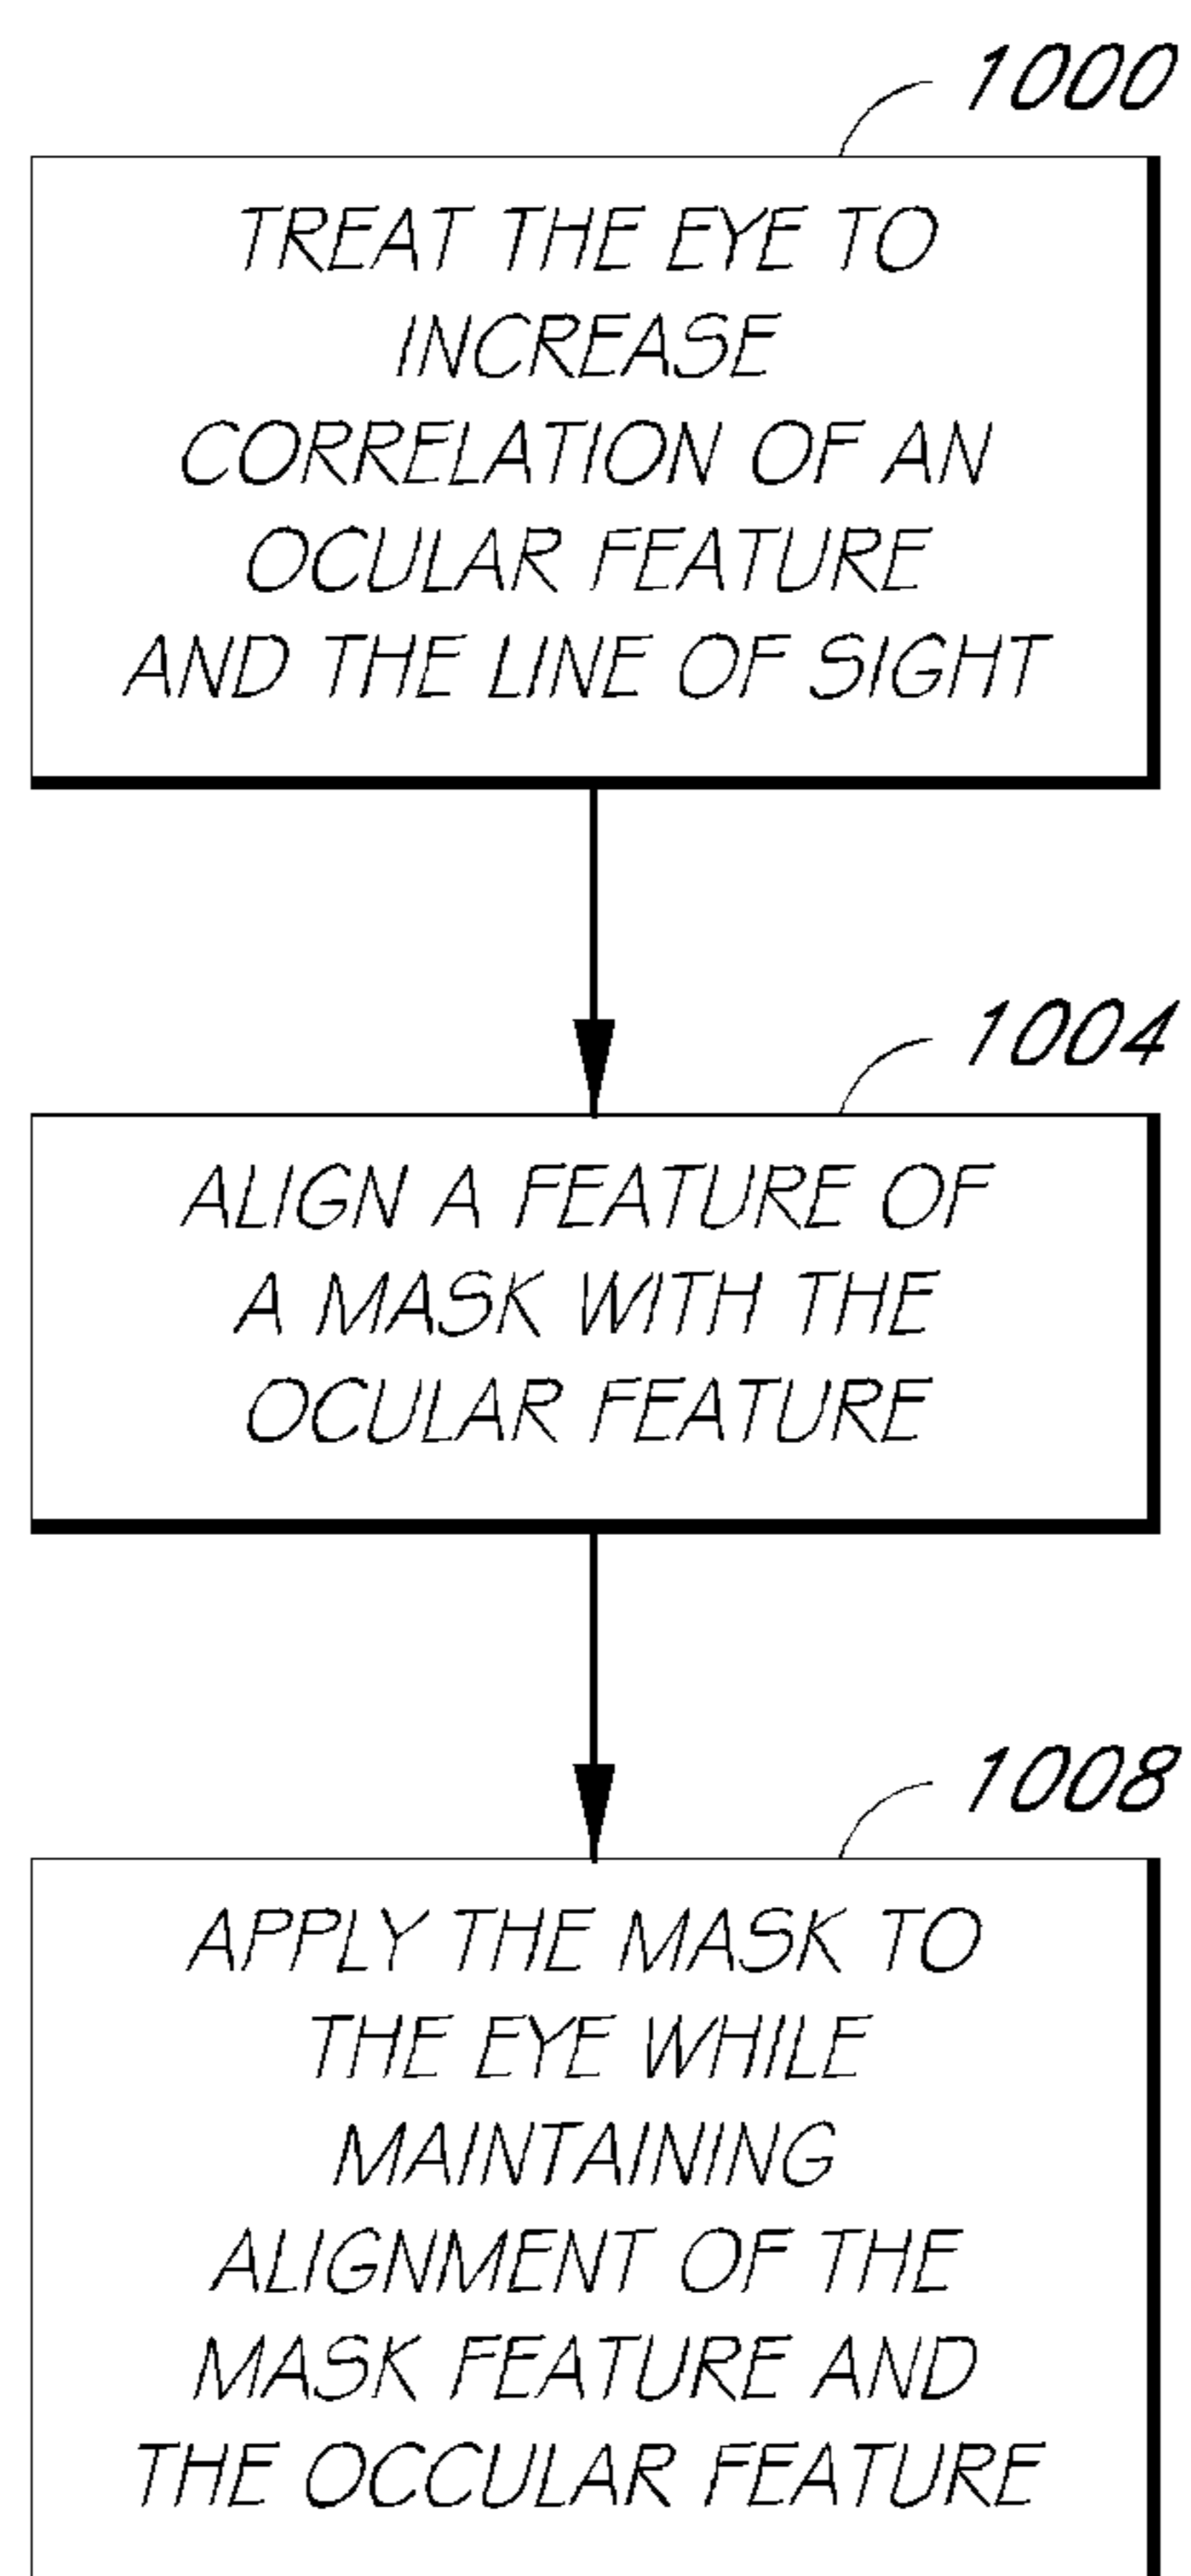 1000
TREAT THE EYE TO
INCREASE
CORRELATION OF AN
OCULAR FEATURE
AND THE LINE OF SIGHT
1004
ALIGN A FEATURE OF
A MASK WITH THE
OCULAR FEATURE
1008
APPLY THE MASK TO
THE EYE WHILE
MAINTAINING
ALIGNMENT OF THE
MASK FEATURE AND
THE OCCULAR FEATURE